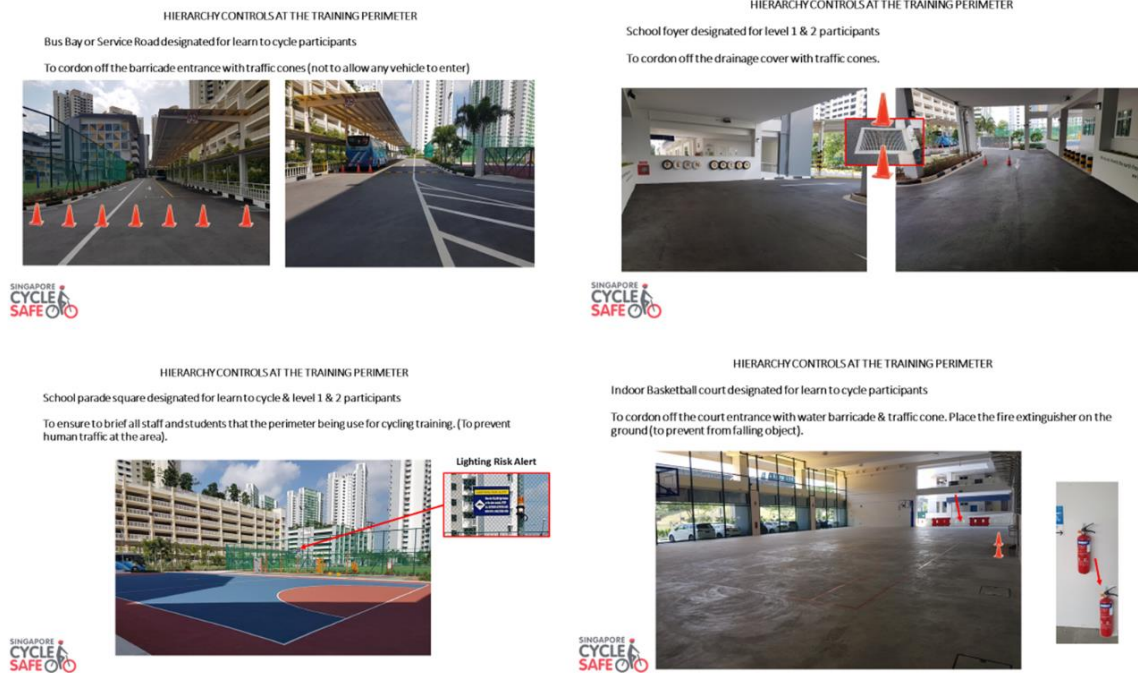 HIERARCHY CONTROLS AT THE TRAINING PERIMETER
Bus Bay or Service Road designated for learn to cycle participants
To cordon off the barricade entrance with traffic cones (not to allow any vehicle to enter)
SINGAPORE
CYCLE
SAFE
HIERARCHY CONTROLS AT THE TRAINING PERIMETER
School foyer designated for level 1 & 2 participants
To cordon off the drainage cover with traffic cones.
SINGAPORE
CYCLE
SAFE
HIERARCHY CONTROLS AT THE TRAINING PERIMETER
School parade square designated for learn to cycle & level 1 & 2 participants
To ensure to brief all staff and students that the perimeter being use for cycling training. (To prevent
human traffic at the area).
Lighting Risk Alert
SINGAPORE
CYCLE
SAFE
HIERARCHY CONTROLS AT THE TRAINING PERIMETER
Indoor Basketball court designated for learn to cycle participants
To cordon off the court entrance with water barricade & traffic cone. Place the fire extinguisher on the
ground (to prevent from falling object).
SINGAPORE
CYCLE
SAFE